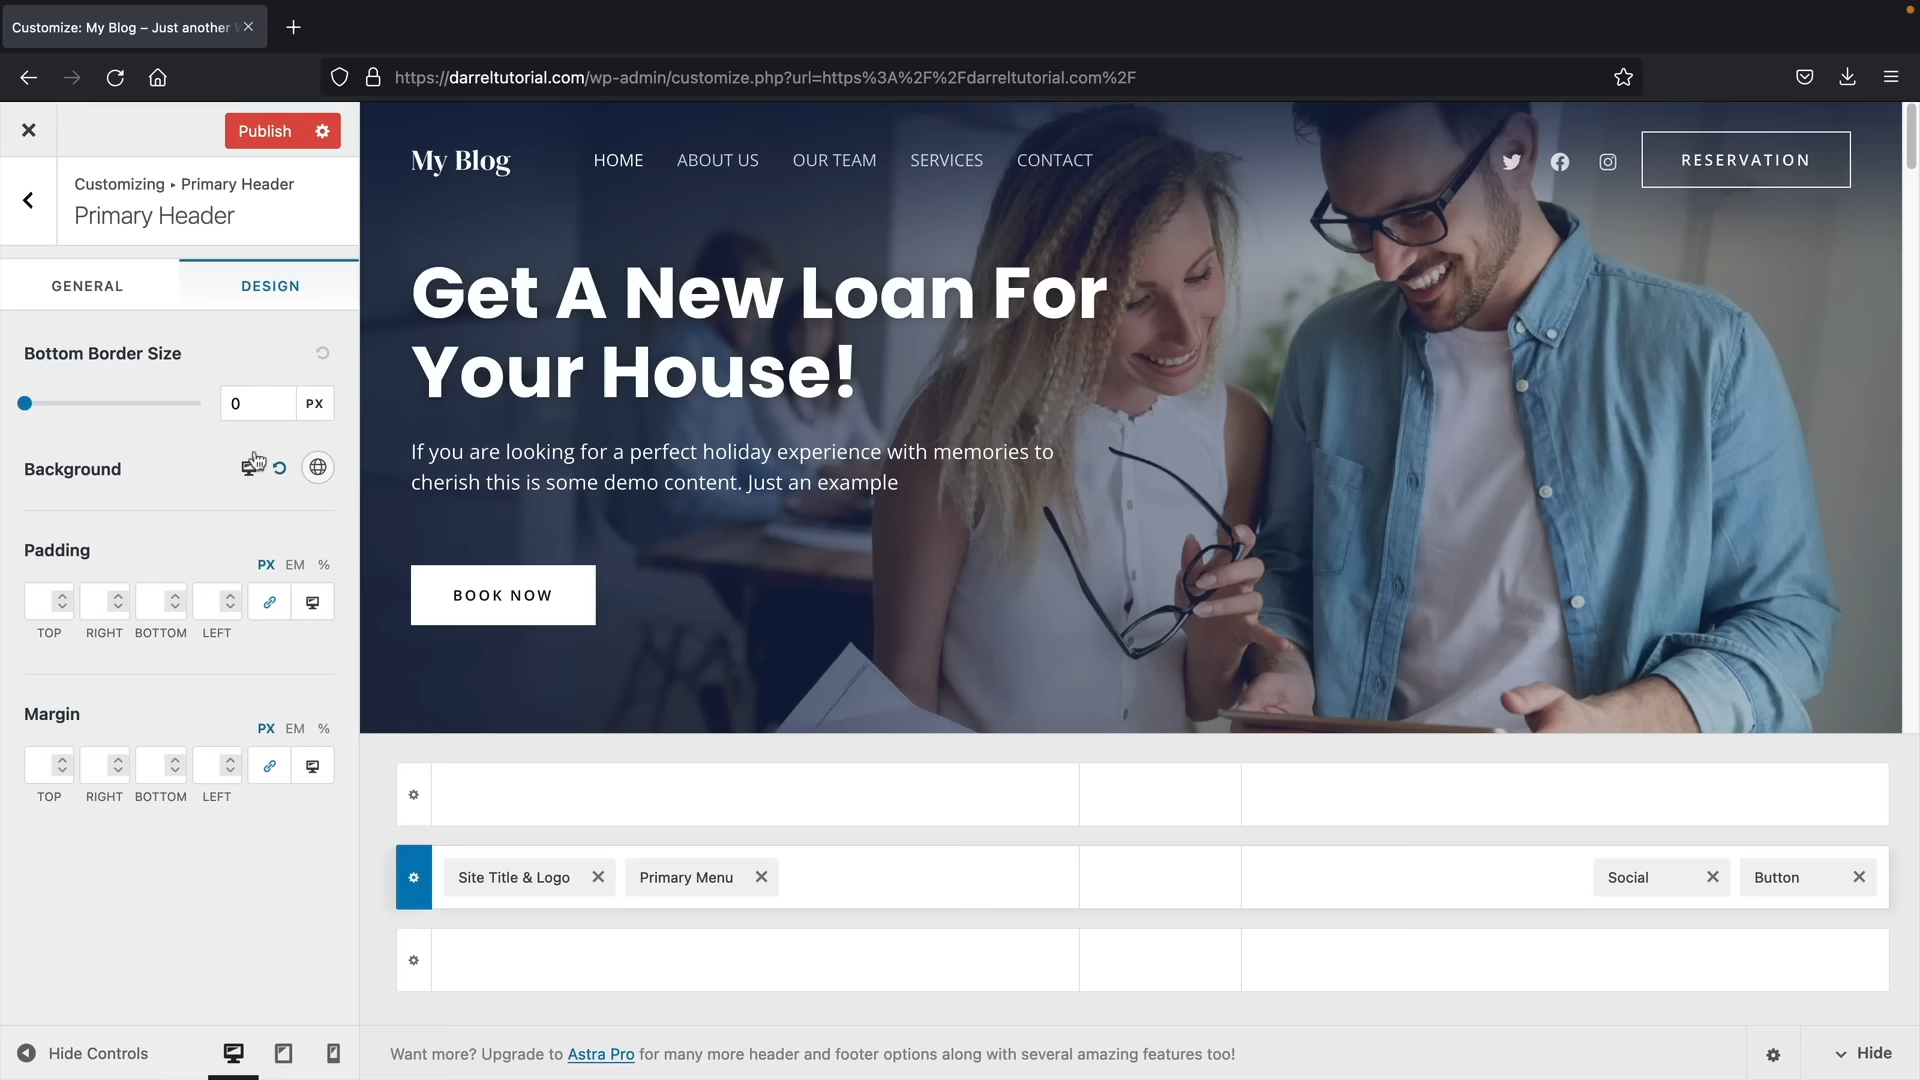 Customize: My Blog – Just another
https://darreltutorial.com/wp-admin/customize.php?url=https%3A%2F%2Fdarreltutorial.com%2F
Publish
Customizing ▸ Primary Header
Primary Header
GENERAL
DESIGN
Bottom Border Size
0
PX
Background
Padding
PX EM %
TOP RIGHT BOTTOM LEFT
Margin
PX EM %
TOP RIGHT BOTTOM LEFT
Hide Controls
My Blog
HOME
ABOUT US
OUR TEAM
SERVICES
CONTACT
RESERVATION
Get A New Loan For
Your House!
If you are looking for a perfect holiday experience with memories to
cherish this is some demo content. Just an example
BOOK NOW
Site Title & Logo
Primary Menu
Social
Button
Want more? Upgrade to Astra Pro for many more header and footer options along with several amazing features too!
Hide